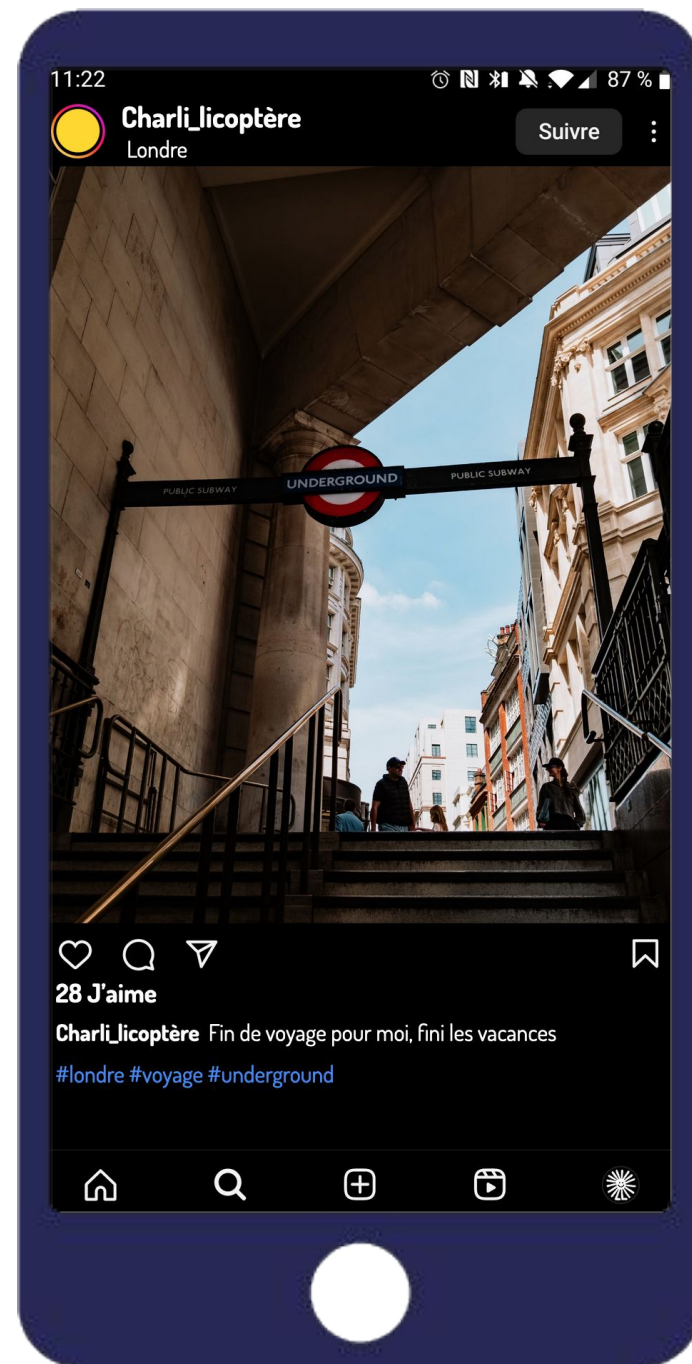 11:22 87 %
Charli_licoptère
Suivre
Londre
PUBLIC SUBWAY UNDERGROUND PUBLIC SUBWAY
28 J'aime
Charli_licoptère Fin de voyage pour moi, fini les vacances
#londre #voyage #underground